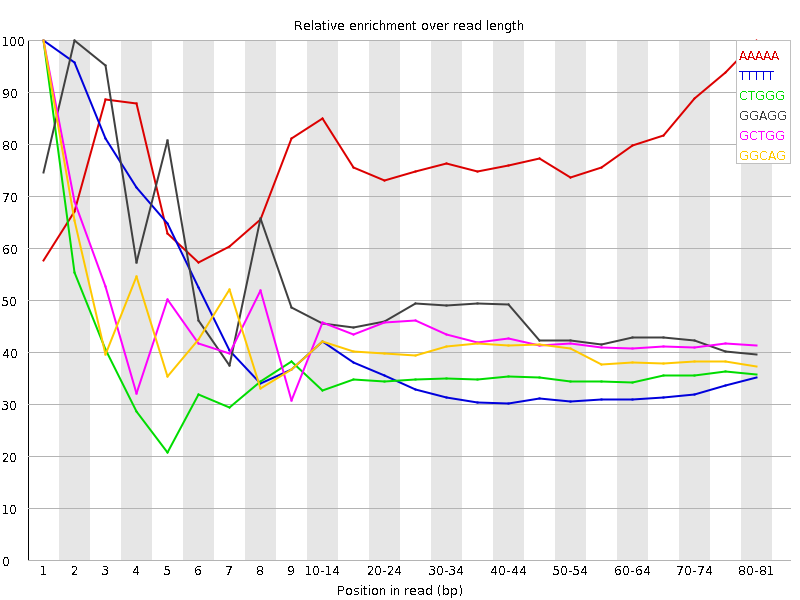 Relative enrichment over read length
100
90
80
70
60
50
40
30
20
10
0
AAAAA
TTTTT
CTGGG
GGAGG
GCTGG
GGCAG
1 2 3 4 5 6 7 8 9 10-14 20-24 30-34 40-44 50-54 60-64 70-74 80-81
Position in read (bp)